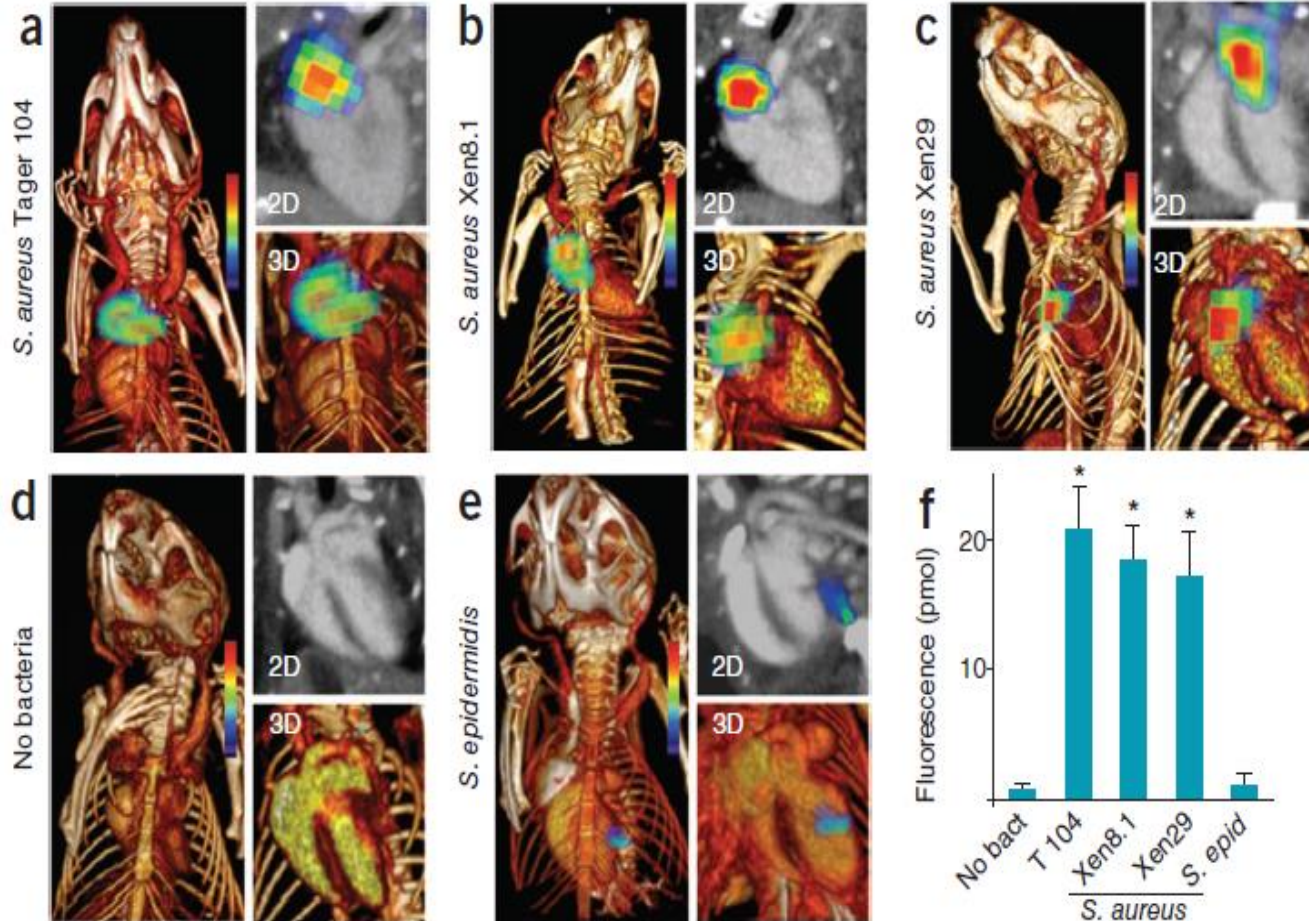 a
S. aureus Tager 104
2D
3D
b
S. aureus Xen8.1
2D
3D
c
S. aureus Xen29
2D
3D
d
No bacteria
2D
3D
e
S. epidermidis
2D
3D
f
Fluorescence (pmol)
20
10
* * *
No bact
T 104
Xen8.1
Xen29
S. epid
S. aureus